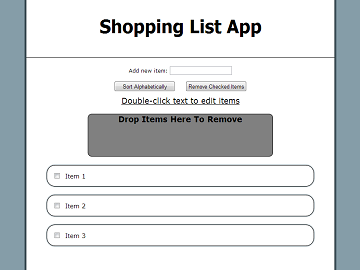 Shopping List App
Add new item:
Sort Alphabetically Remove Checked Items
Double-click text to edit items
Drop Items Here To Remove
Item 1
Item 2
Item 3